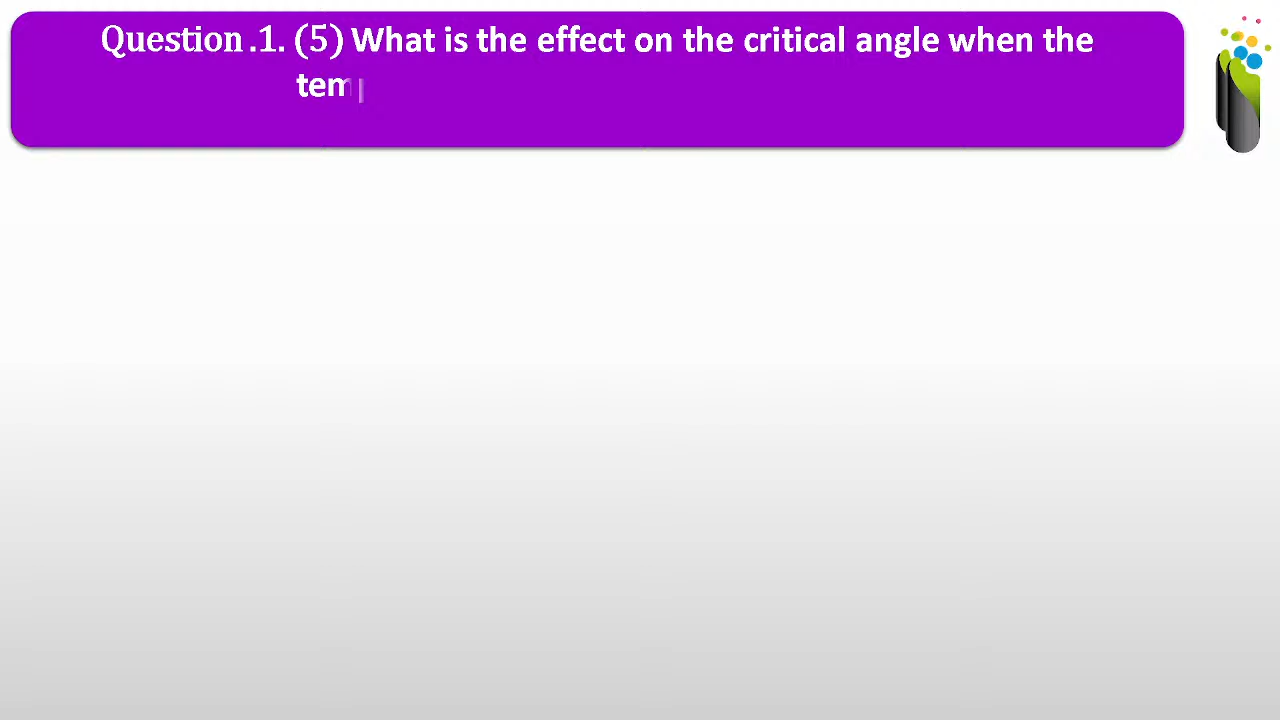 Question .1. (5) What is the effect on the critical angle when the
tem